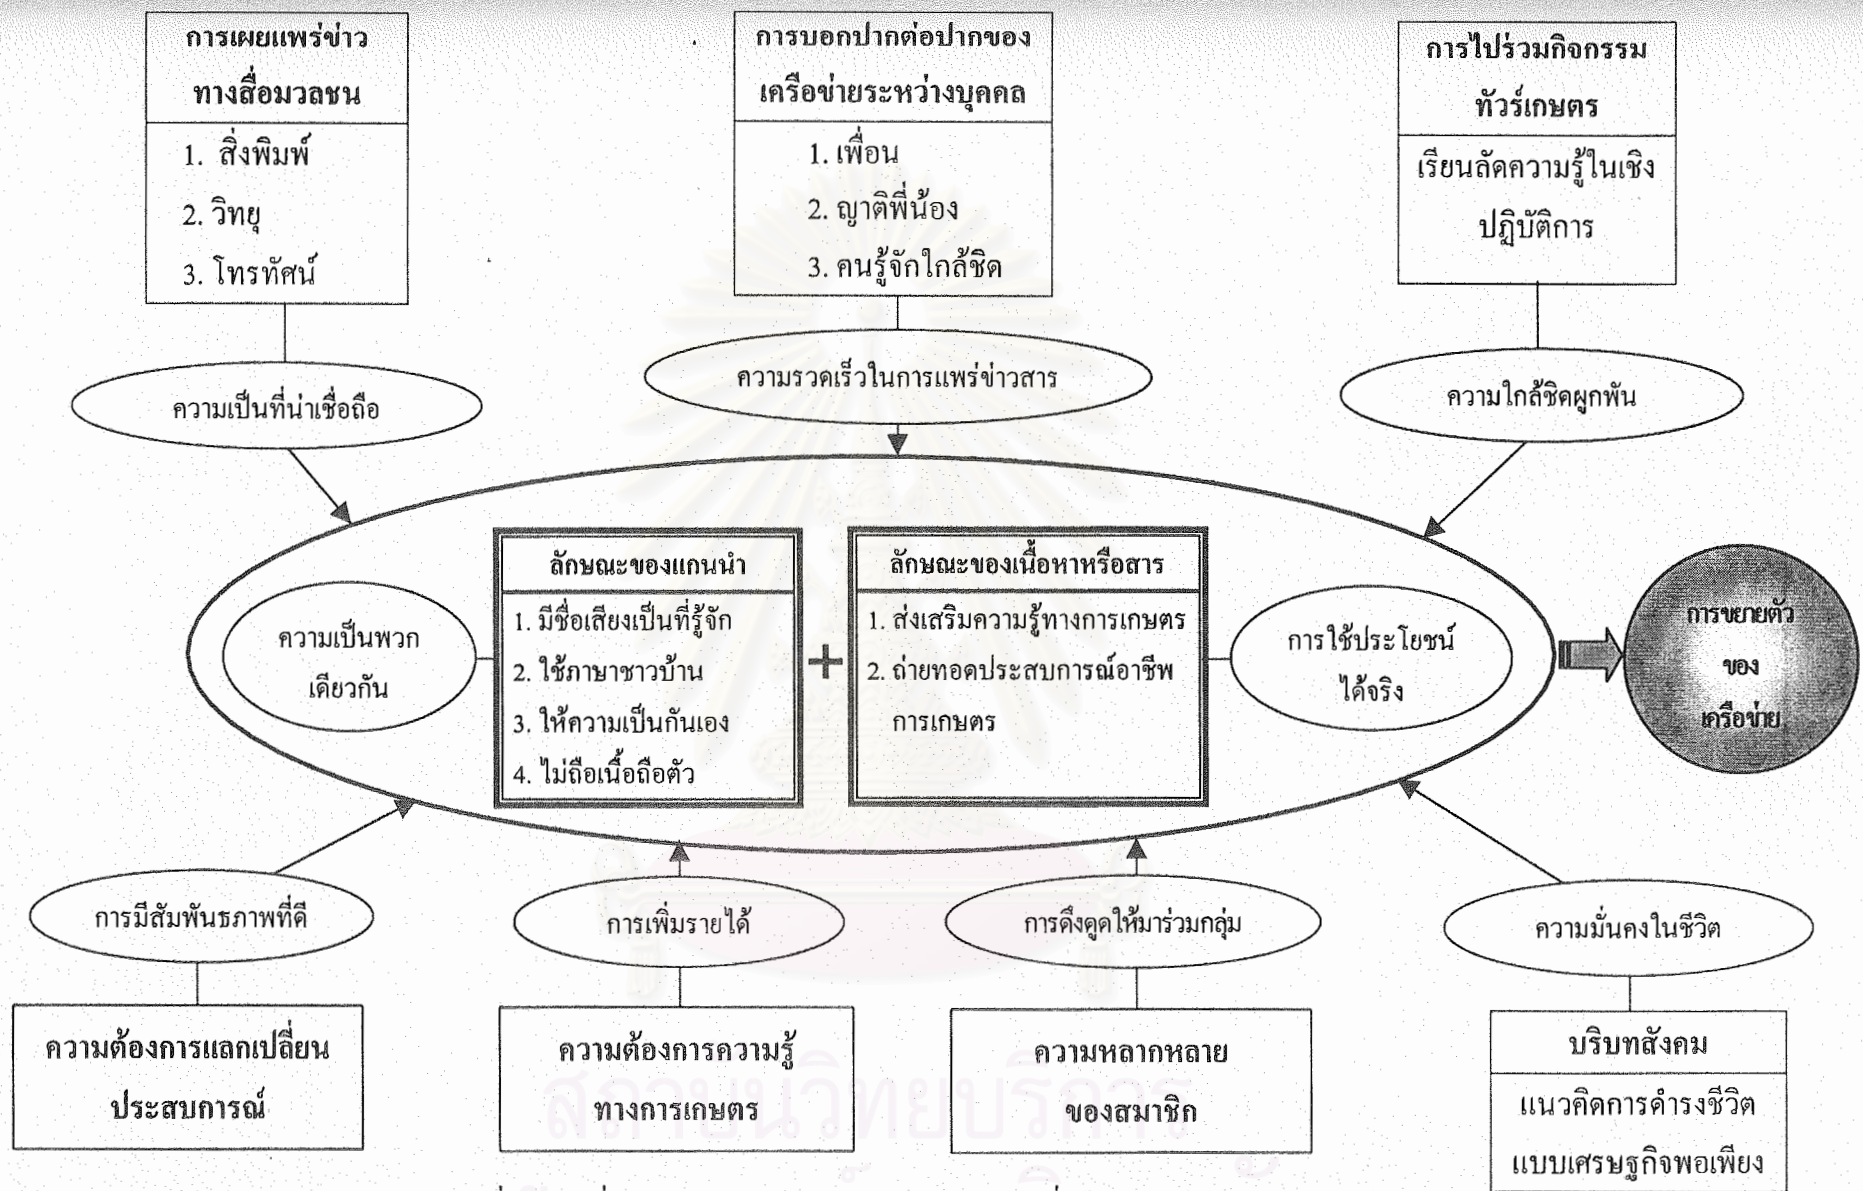 การเผยแพร่ข่าว
ทางสื่อมวลชน
1. สิ่งพิมพ์
2. วิทยุ
3. โทรทัศน์
การบอกปากต่อปากของ
เครือข่ายระหว่างบุคคล
1. เพื่อน
2. ญาติพี่น้อง
3. คนรู้จักใกล้ชิด
การไปร่วมกิจกรรม
ทัวร์เกษตร
เรียนลัดความรู้ในเชิง
ปฏิบัติการ
ความเป็นที่น่าเชื่อถือ
ความรวดเร็วในการแพร่ข่าวสาร
ความใกล้ชิดผูกพัน
ความเป็นพวก
เดียวกัน
ลักษณะของแกนนำ
1. มีชื่อเสียงเป็นที่รู้จัก
2. ใช้ภาษาชาวบ้าน
3. ให้ความเป็นกันเอง
4. ไม่ถือเนื้อถือตัว
+
ลักษณะของเนื้อหาหรือสาร
1. ส่งเสริมความรู้ทางการเกษตร
2. ถ่ายทอดประสบการณ์อาชีพ
การเกษตร
การใช้ประโยชน์
ได้จริง
การขยายตัว
ของ
เครือข่าย
การมีสัมพันธภาพที่ดี
การเพิ่มรายได้
การดึงดูดให้มาร่วมกลุ่ม
ความมั่นคงในชีวิต
ความต้องการแลกเปลี่ยน
ประสบการณ์
ความต้องการความรู้
ทางการเกษตร
ความหลากหลาย
ของสมาชิก
บริบทสังคม
แนวคิดการดำรงชีวิต
แบบเศรษฐกิจพอเพียง
สถาบันวิทยบริการ